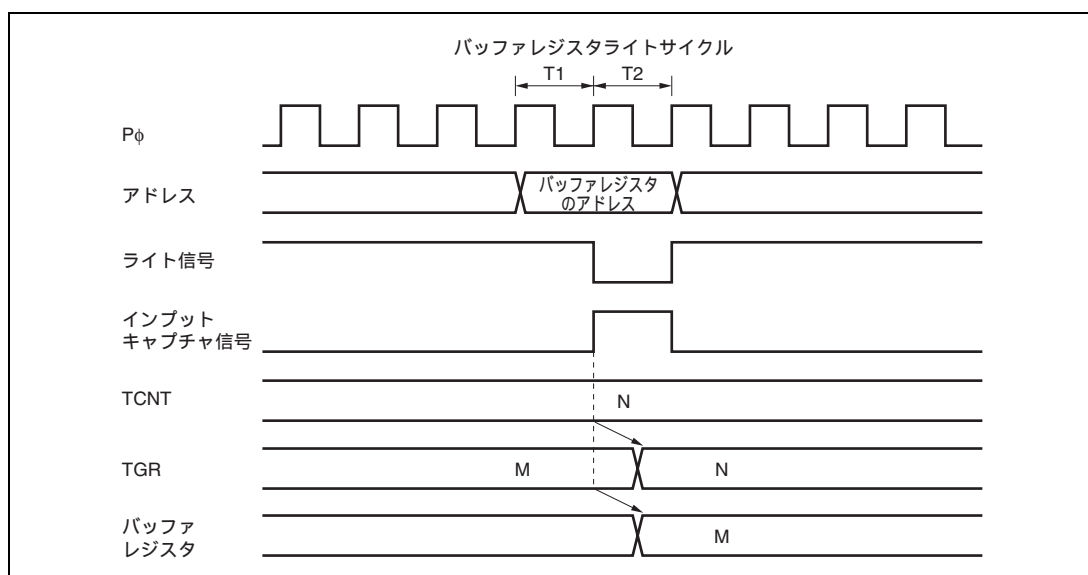 バッファレジスタライトサイクル
T1 T2
Pφ
アドレス
バッファレジスタ
のアドレス
ライト信号
インプット
キャプチャ信号
TCNT
N
TGR
M N
バッファ
レジスタ
M